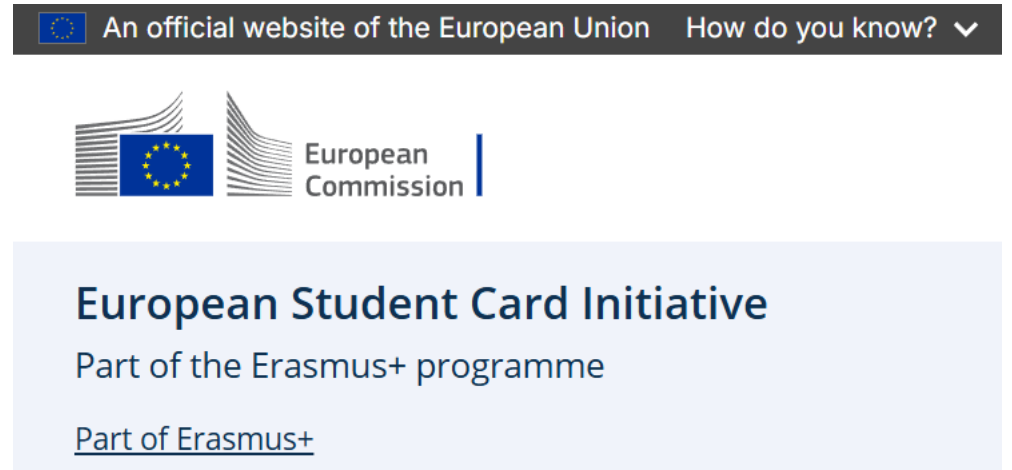 An official website of the European Union How do you know?
European
Commission
European Student Card Initiative
Part of the Erasmus+ programme
Part of Erasmus+